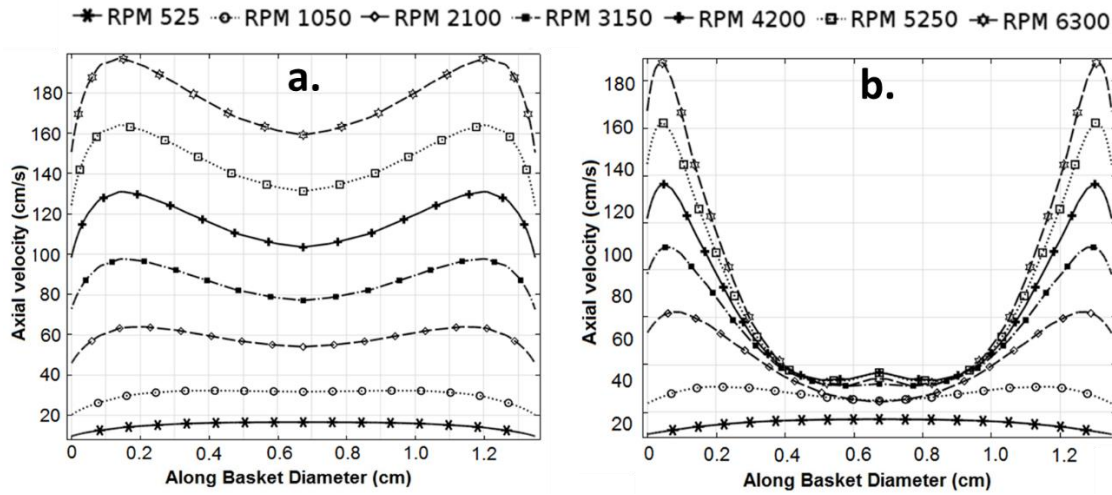 RPM 525 RPM 1050 RPM 2100 RPM 3150 RPM 4200 RPM 5250 RPM 6300
a.
Axial velocity (cm/s)
180
160
140
120
100
80
60
40
20
0 0.2 0.4 0.6 0.8 1.0 1.2
Along Basket Diameter (cm)
b.
Axial velocity (cm/s)
180
160
140
120
100
80
60
40
20
0 0.2 0.4 0.6 0.8 1.0 1.2
Along Basket Diameter (cm)